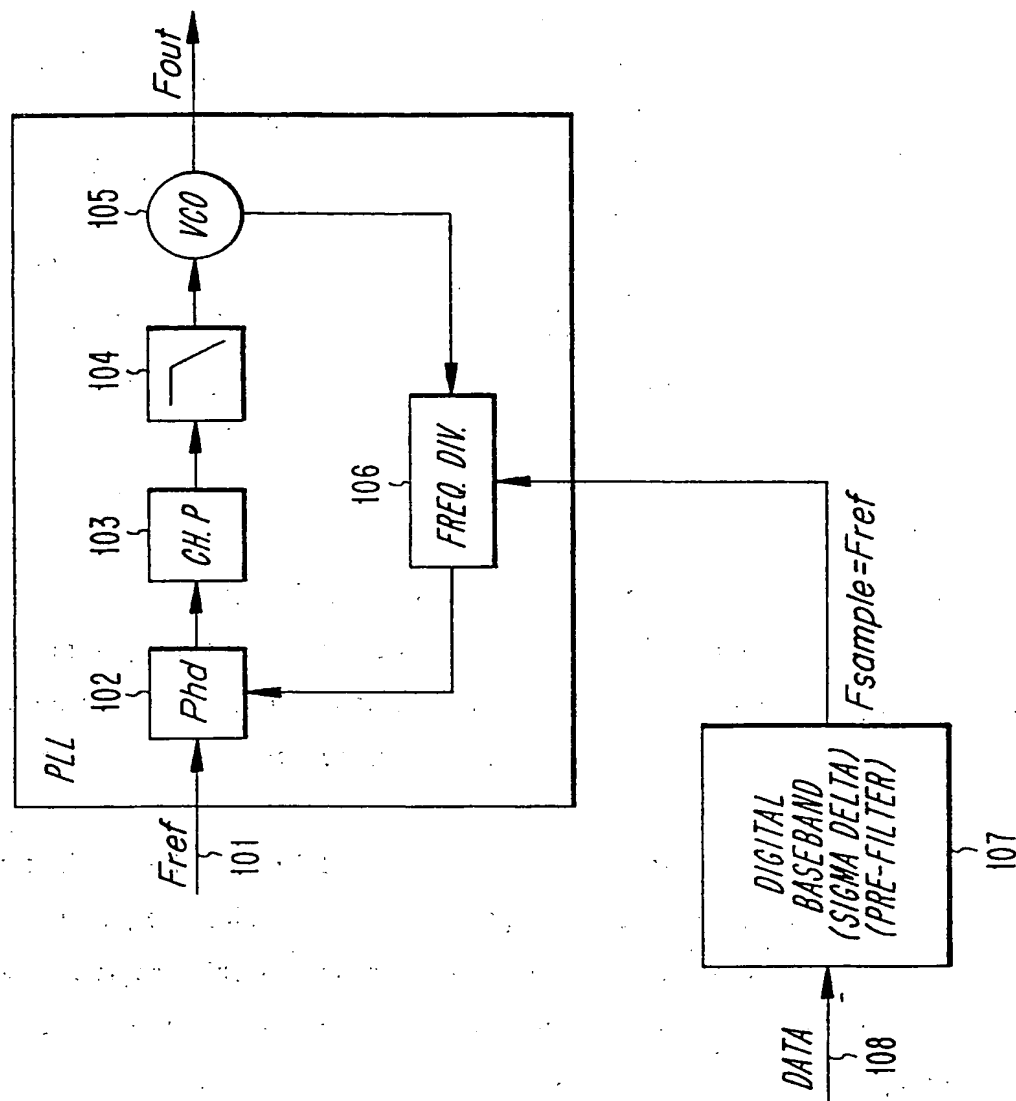 PLL
Fref
101
102
Phd
103
CH.P
104
105
VCO
Fout
106
FREQ. DIV.
Fsample=Fref
DIGITAL
BASEBAND
(SIGMA DELTA)
(PRE-FILTER)
107
DATA
108